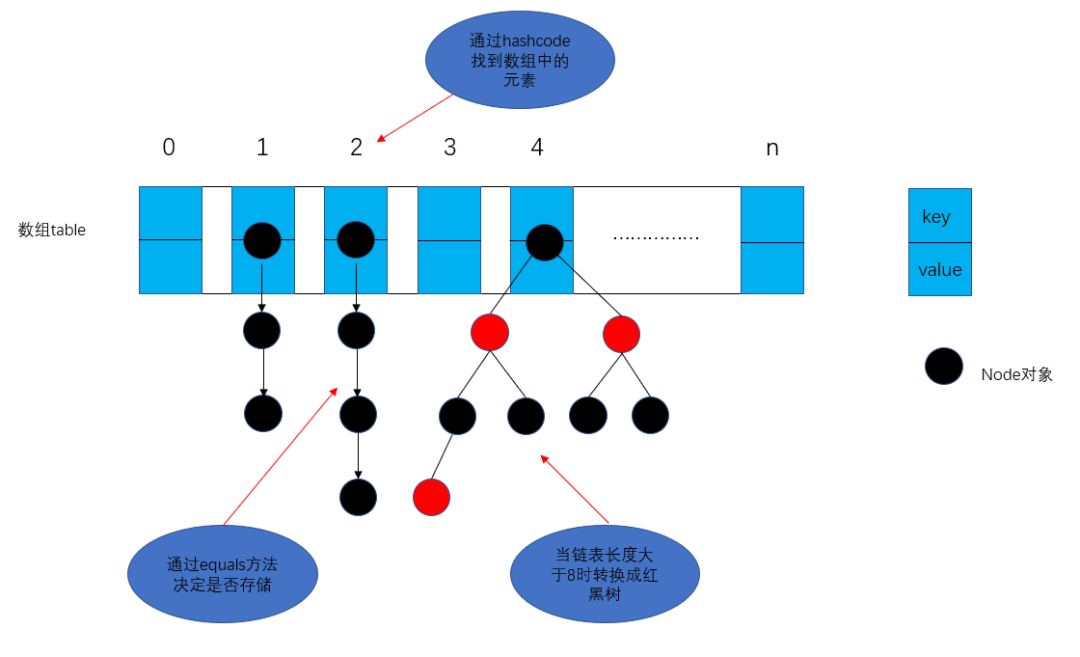 通过hashcode
找到数组中的
元素
0 1 2 3 4 n
数组table
……………
key
value
Node对象
通过equals方法
决定是否存储
当链表长度大
于8时转换成红
黑树